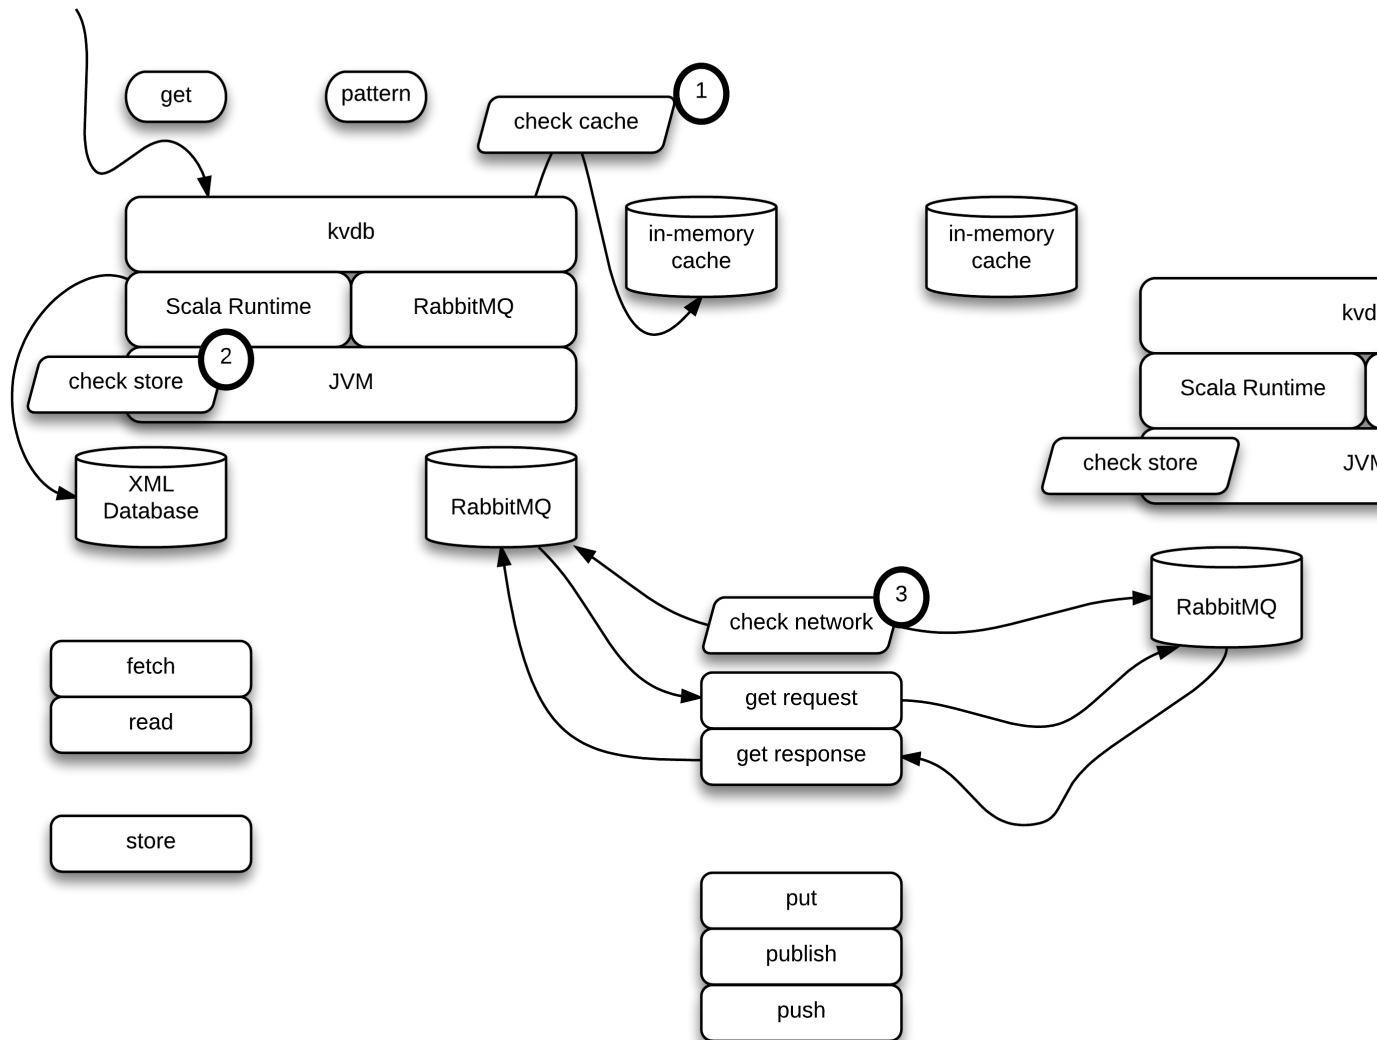 get
pattern
check cache
1
kvdb
in-memory
cache
in-memory
cache
Scala Runtime
RabbitMQ
kvd
2
check store
JVM
Scala Runtime
check store
JVM
XML
Database
RabbitMQ
3
check network
RabbitMQ
fetch
read
get request
get response
store
put
publish
push